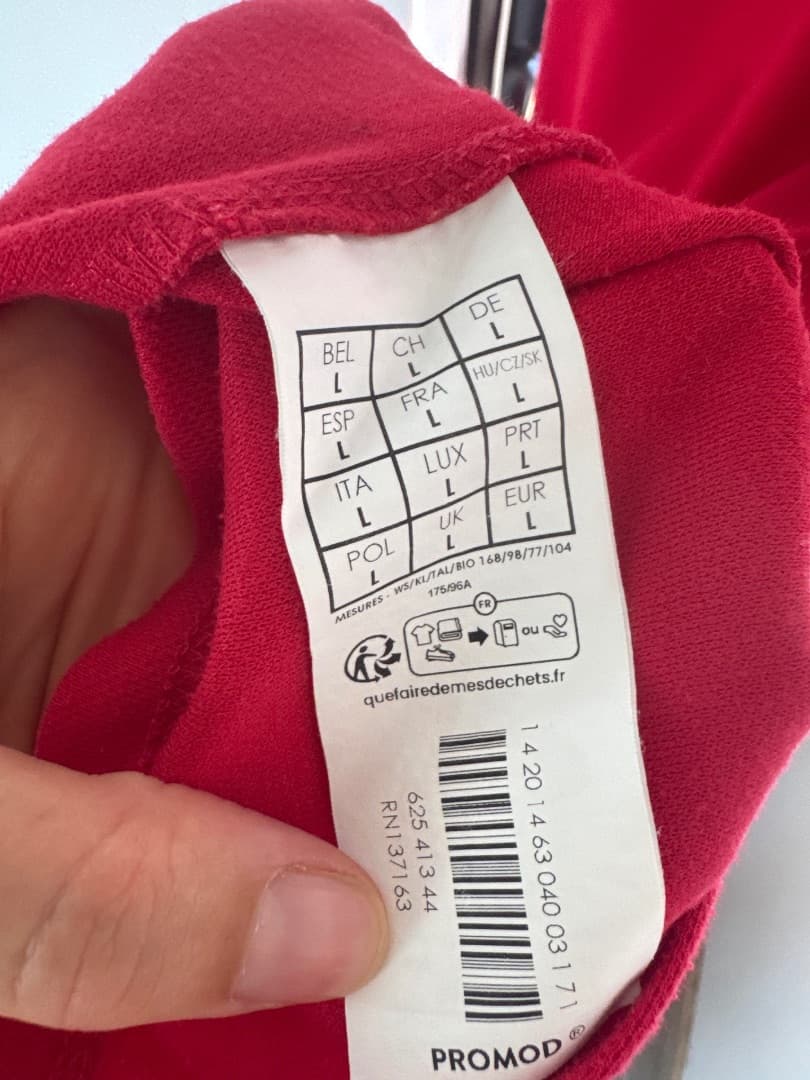 BEL CH DE
L L L
ESP FRA HU/CZ/SK
L L L
ITA LUX PRT
L L L
POL UK EUR
L L L
MESURES - WS/KL/TAL/BIO 168/98/77/104
175/96A
FR
ou
quefairedemesdechets.fr
1 4 20 14 63 040 03 1 7 1
625 413 44
RN137163
PROMOD ®